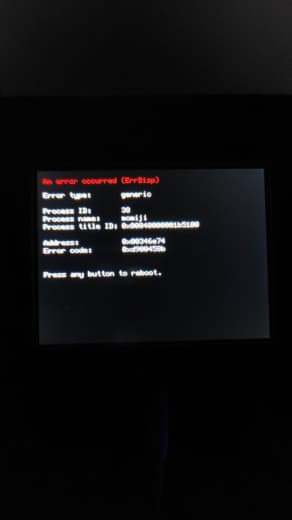 An error occurred (ErrDisp)
Error type: generic
Process ID: 30
Process name:
Process title ID:
Address:
Error code:
Press any button to reboot.